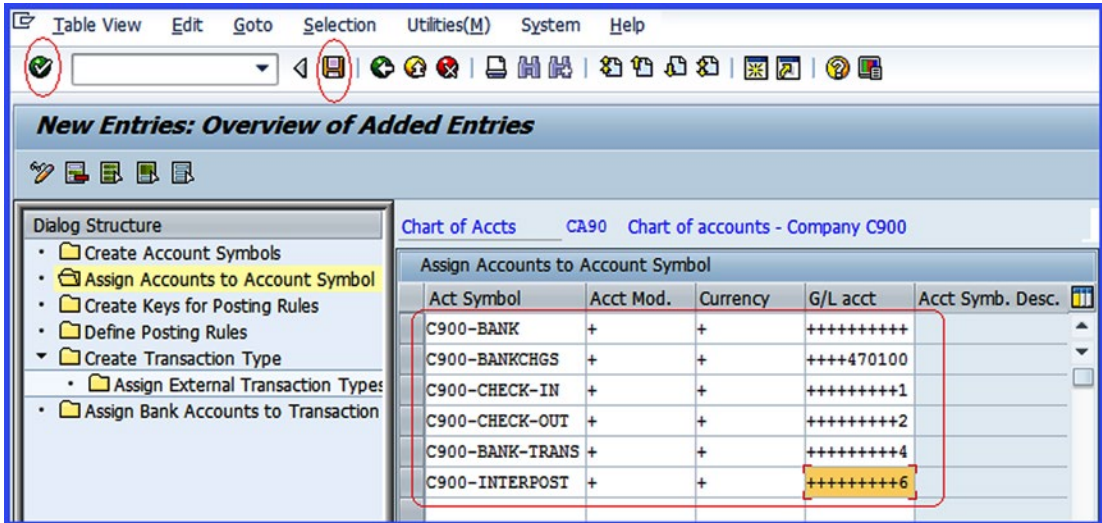 Table View Edit Goto Selection Utilities(M) System Help
New Entries: Overview of Added Entries
Dialog Structure
Create Account Symbols
Assign Accounts to Account Symbol
Create Keys for Posting Rules
Define Posting Rules
Create Transaction Type
Assign External Transaction Types
Assign Bank Accounts to Transaction
Chart of Accts CA90 Chart of accounts - Company C900
Assign Accounts to Account Symbol
Act Symbol Acct Mod. Currency G/L acct Acct Symb. Desc.
C900-BANK + + ++++++++++
C900-BANKCHGS + + ++++470100
C900-CHECK-IN + + +++++++++1
C900-CHECK-OUT + + +++++++++2
C900-BANK-TRANS + + +++++++++4
C900-INTERPOST + + +++++++++6